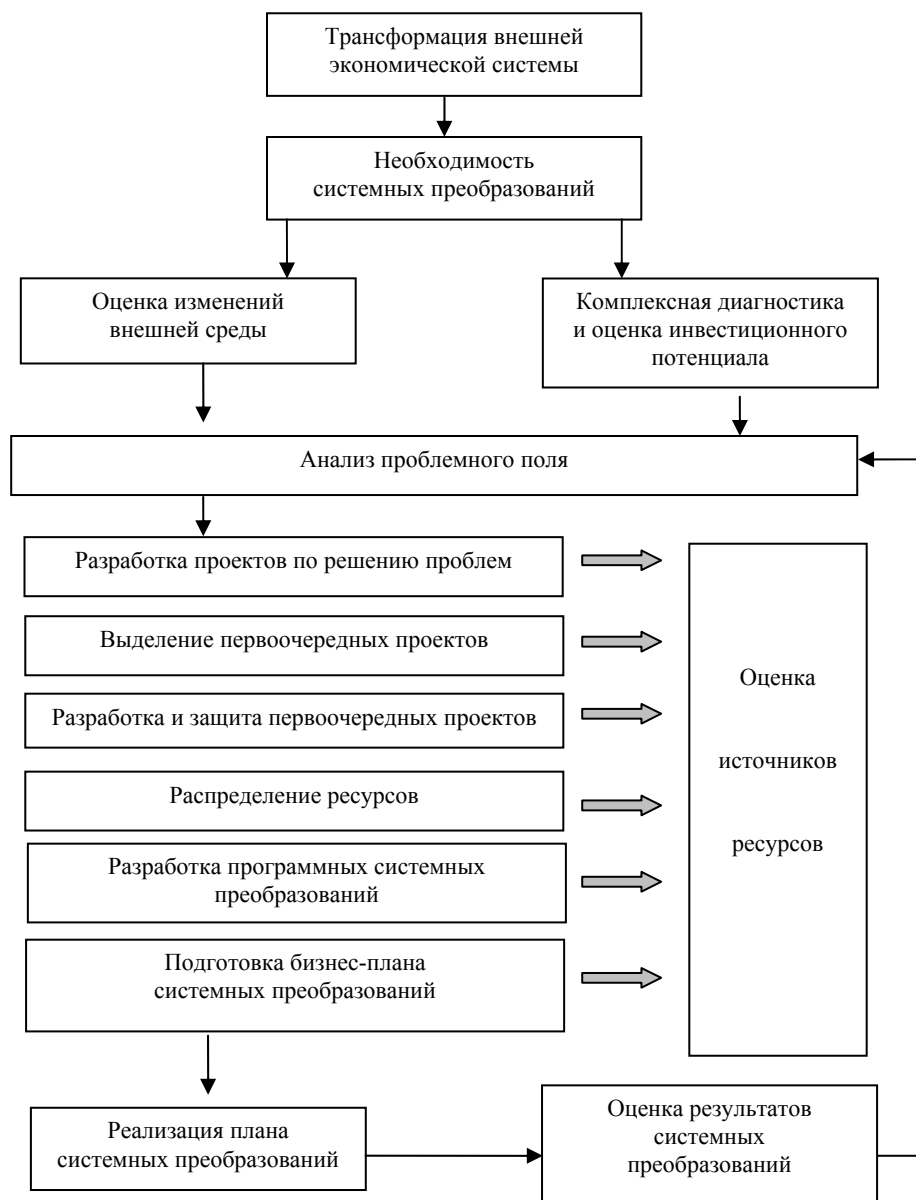 Трансформация внешней
экономической системы
Необходимость
системных преобразований
Оценка изменений
внешней среды
Комплексная диагностика
и оценка инвестиционного
потенциала
Анализ проблемного поля
Разработка проектов по решению проблем
Выделение первоочередных проектов
Разработка и защита первоочередных проектов
Распределение ресурсов
Разработка программных системных
преобразований
Подготовка бизнес-плана
системных преобразований
Оценка
источников
ресурсов
Реализация плана
системных преобразований
Оценка результатов
системных
преобразований